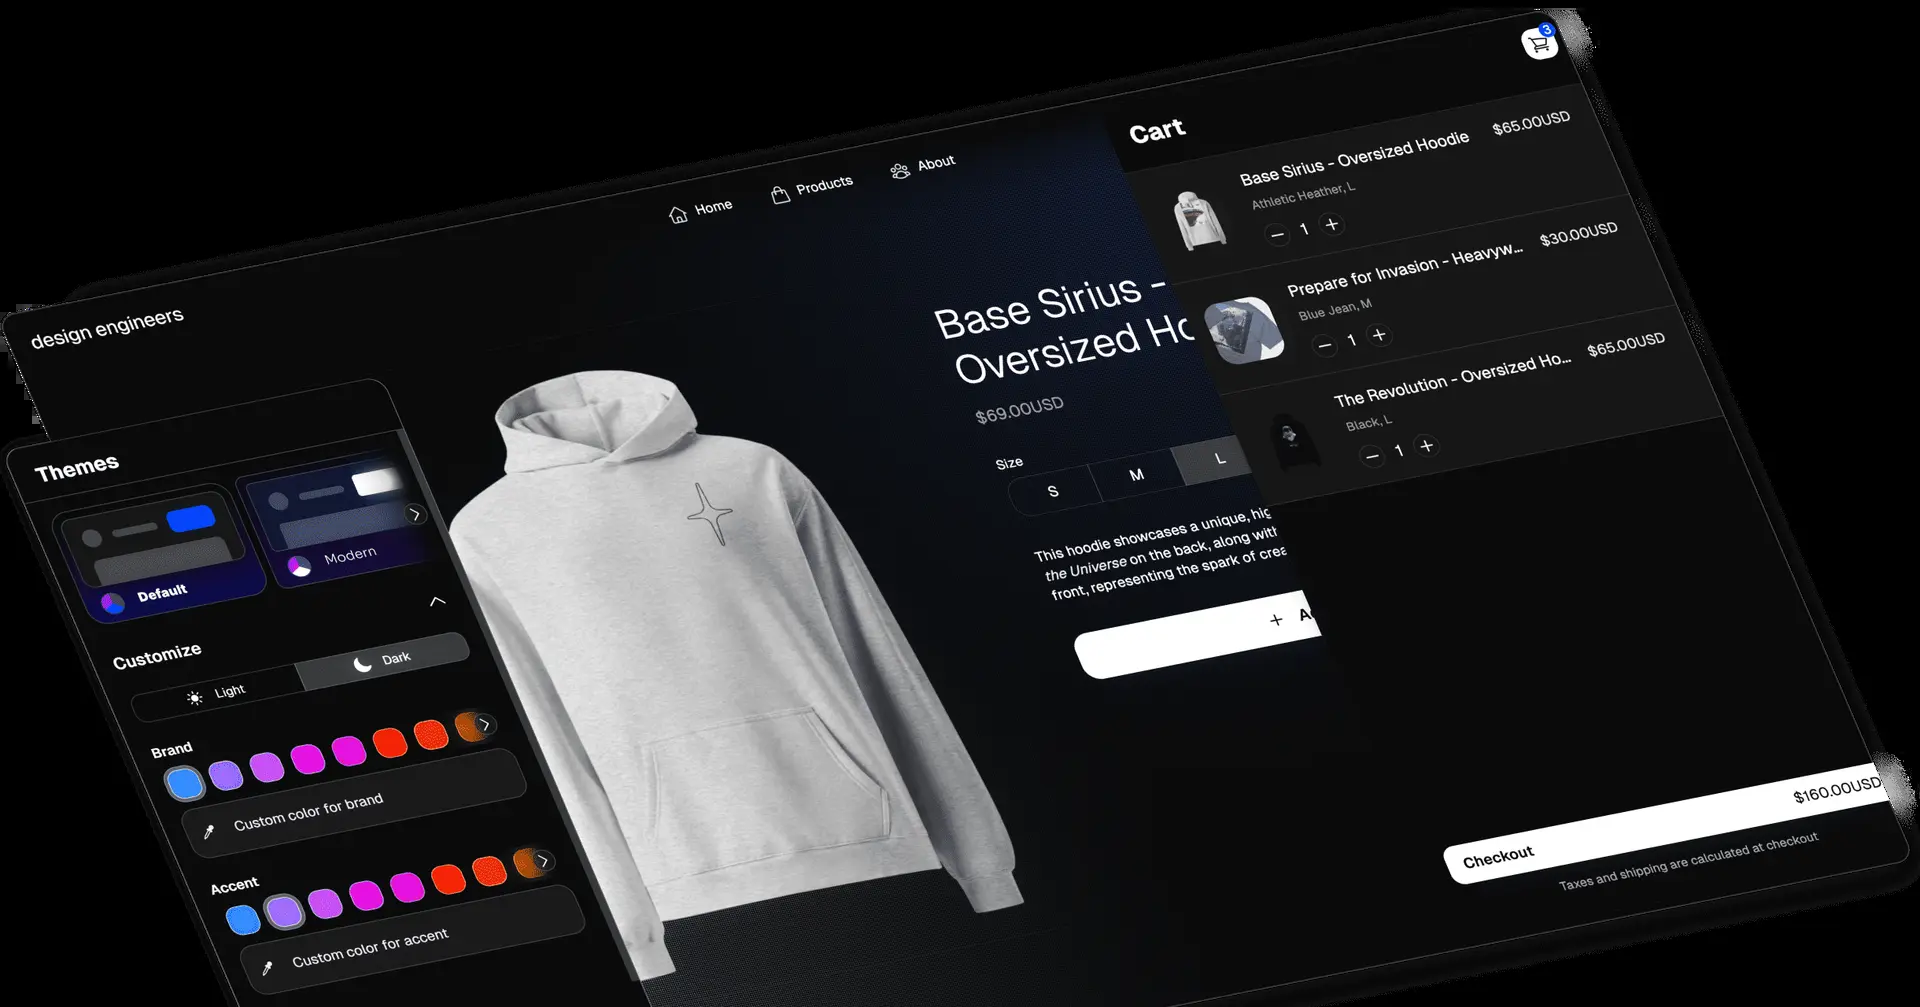 3
Cart
Base Sirius - Oversized Hoodie
$65.00USD
Athletic Heather, L
1
Prepare for Invasion - Heavyw...
$30.00USD
Blue Jean, M
1
The Revolution - Oversized Ho...
$65.00USD
Black, L
1
Home
Products
About
design engineers
Base Sirius -
Oversized Ho
$69.00USD
Size
S
M
L
This hoodie showcases a unique, hig
the Universe on the back, along with
front, representing the spark of crea
Themes
Default
Modern
Customize
Light
Dark
Brand
Custom color for brand
Accent
Custom color for accent
Checkout
$160.00USD
Taxes and shipping are calculated at checkout